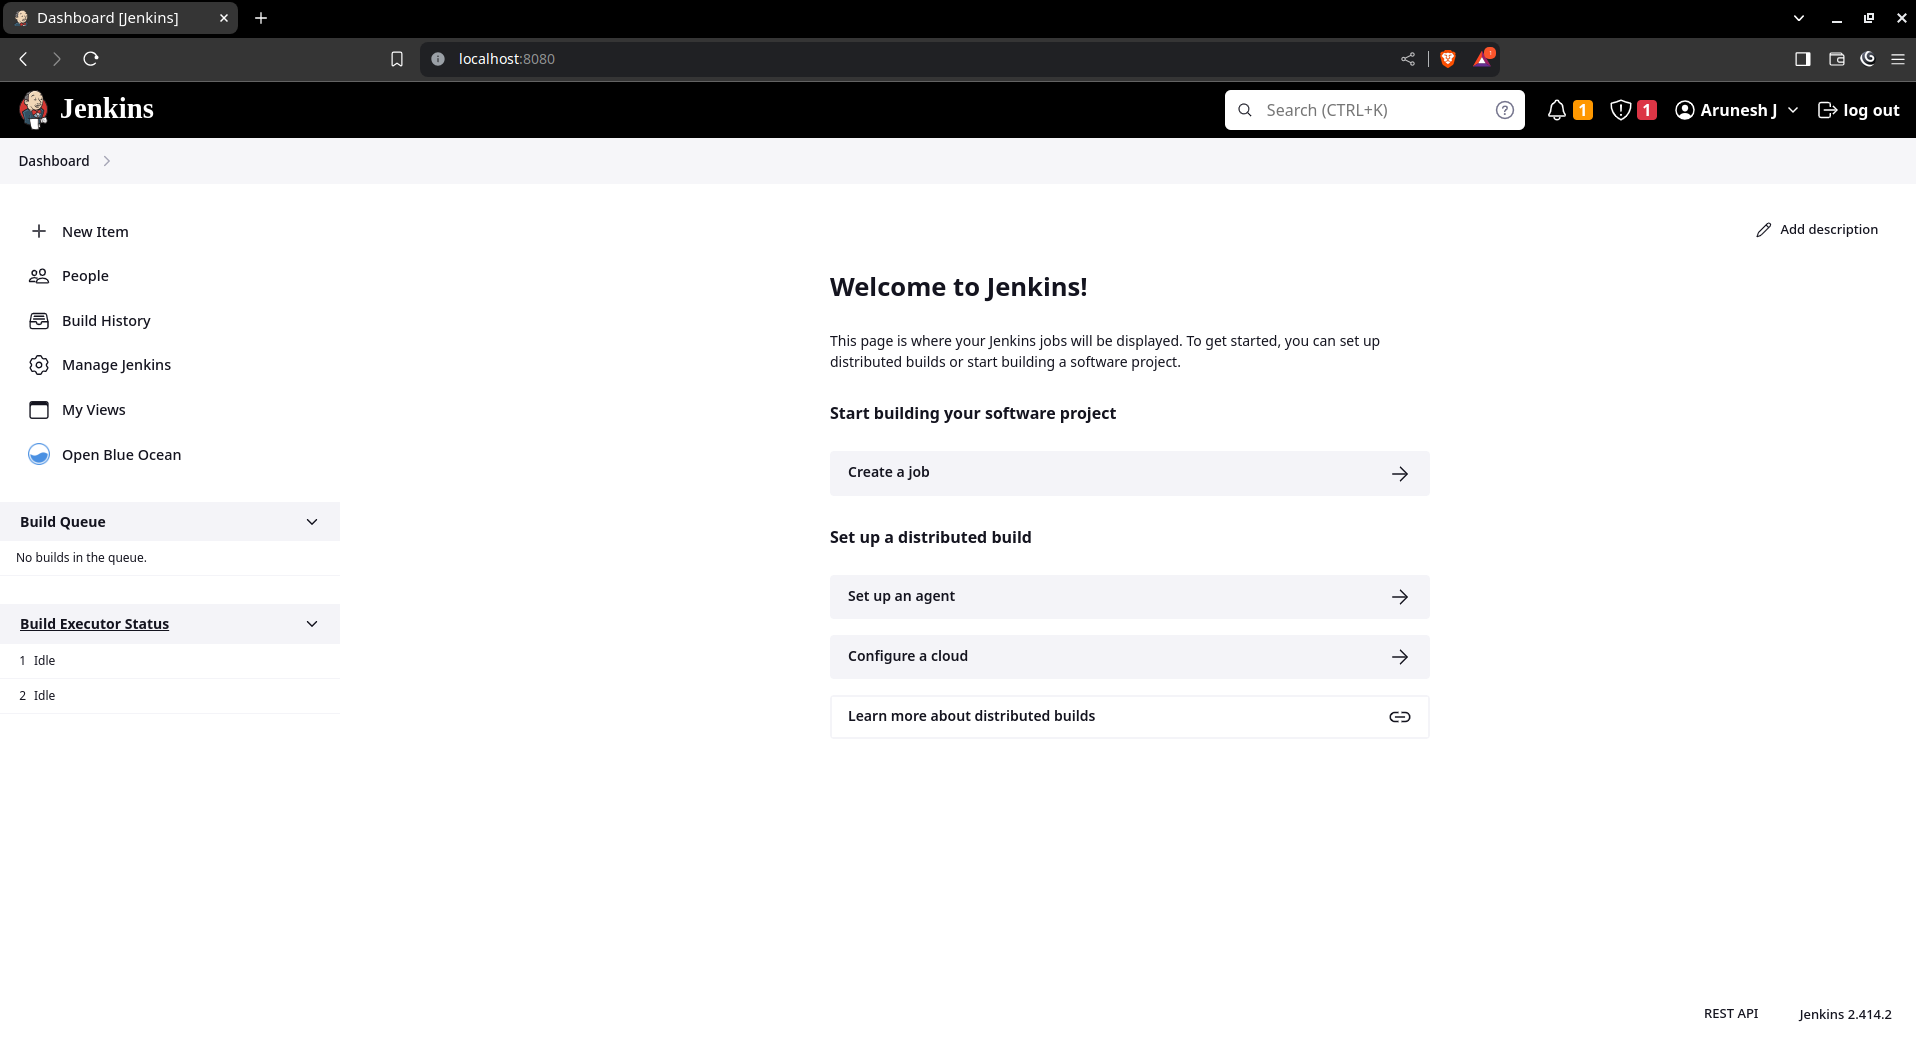 Dashboard [Jenkins]
localhost:8080
Jenkins
Search (CTRL+K)
1
1
Arunesh J
log out
Dashboard
New Item
People
Build History
Manage Jenkins
My Views
Open Blue Ocean
Build Queue
No builds in the queue.
Build Executor Status
1 Idle
2 Idle
Add description
Welcome to Jenkins!
This page is where your Jenkins jobs will be displayed. To get started, you can set up
distributed builds or start building a software project.
Start building your software project
Create a job
Set up a distributed build
Set up an agent
Configure a cloud
Learn more about distributed builds
REST API
Jenkins 2.414.2